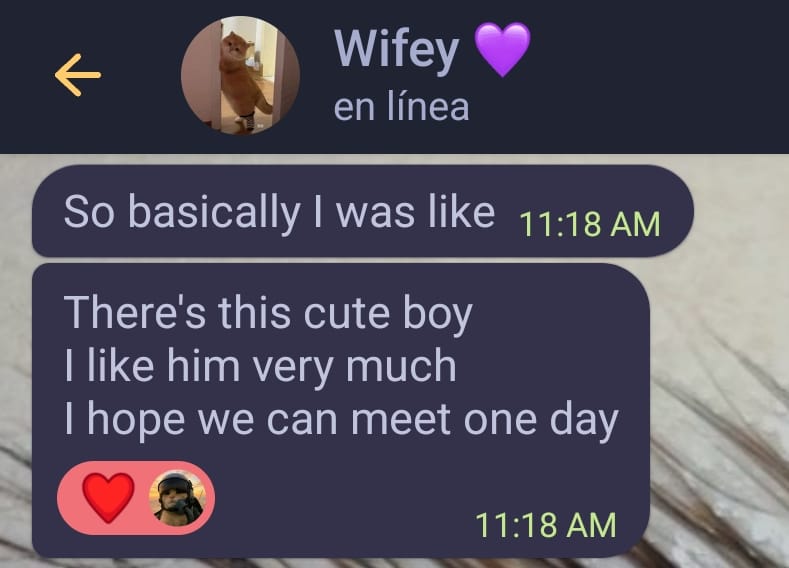 Wifey 💜
en línea
So basically I was like
11:18 AM
There's this cute boy
I like him very much
I hope we can meet one day
11:18 AM